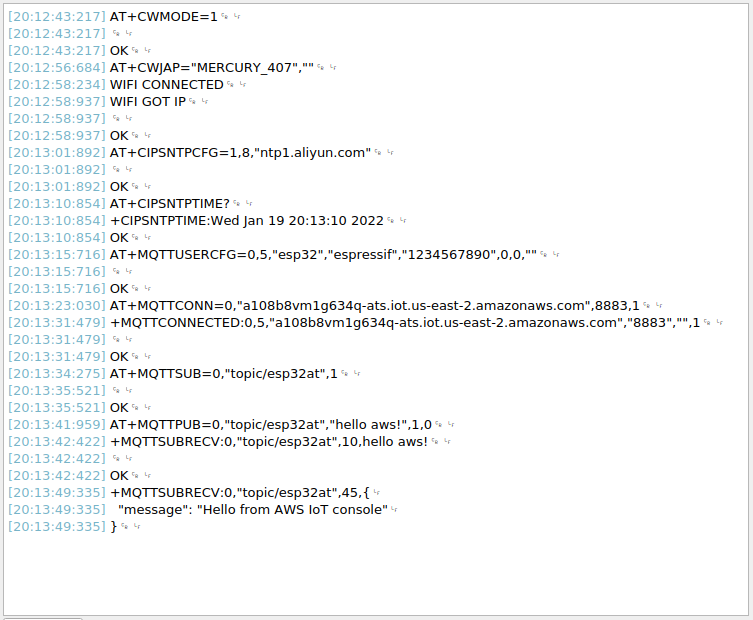 [20:12:43:217] AT+CWMODE=1␍␊
[20:12:43:217] ␍␊
[20:12:43:217] OK␍␊
[20:12:56:684] AT+CWJAP="MERCURY_407",""␍␊
[20:12:58:234] WIFI CONNECTED␍␊
[20:12:58:937] WIFI GOT IP␍␊
[20:12:58:937] ␍␊
[20:12:58:937] OK␍␊
[20:13:01:892] AT+CIPSNTPCFG=1,8,"ntp1.aliyun.com"␍␊
[20:13:01:892] ␍␊
[20:13:01:892] OK␍␊
[20:13:10:854] AT+CIPSNTPTIME?␍␊
[20:13:10:854] +CIPSNTPTIME:Wed Jan 19 20:13:10 2022␍␊
[20:13:10:854] OK␍␊
[20:13:15:716] AT+MQTTUSERCFG=0,5,"esp32","espressif","1234567890",0,0,""␍␊
[20:13:15:716] ␍␊
[20:13:15:716] OK␍␊
[20:13:23:030] AT+MQTTCONN=0,"a108b8vm1g634q-ats.iot.us-east-2.amazonaws.com",8883,1␍␊
[20:13:31:479] +MQTTCONNECTED:0,5,"a108b8vm1g634q-ats.iot.us-east-2.amazonaws.com","8883","",1␍␊
[20:13:31:479] ␍␊
[20:13:31:479] OK␍␊
[20:13:34:275] AT+MQTTSUB=0,"topic/esp32at",1␍␊
[20:13:35:521] ␍␊
[20:13:35:521] OK␍␊
[20:13:41:959] AT+MQTTPUB=0,"topic/esp32at","hello aws!",1,0␍␊
[20:13:42:422] +MQTTSUBRECV:0,"topic/esp32at",10,hello aws!␍␊
[20:13:42:422] ␍␊
[20:13:42:422] OK␍␊
[20:13:49:335] +MQTTSUBRECV:0,"topic/esp32at",45,{␊
[20:13:49:335]   "message": "Hello from AWS IoT console"␊
[20:13:49:335] }␍␊